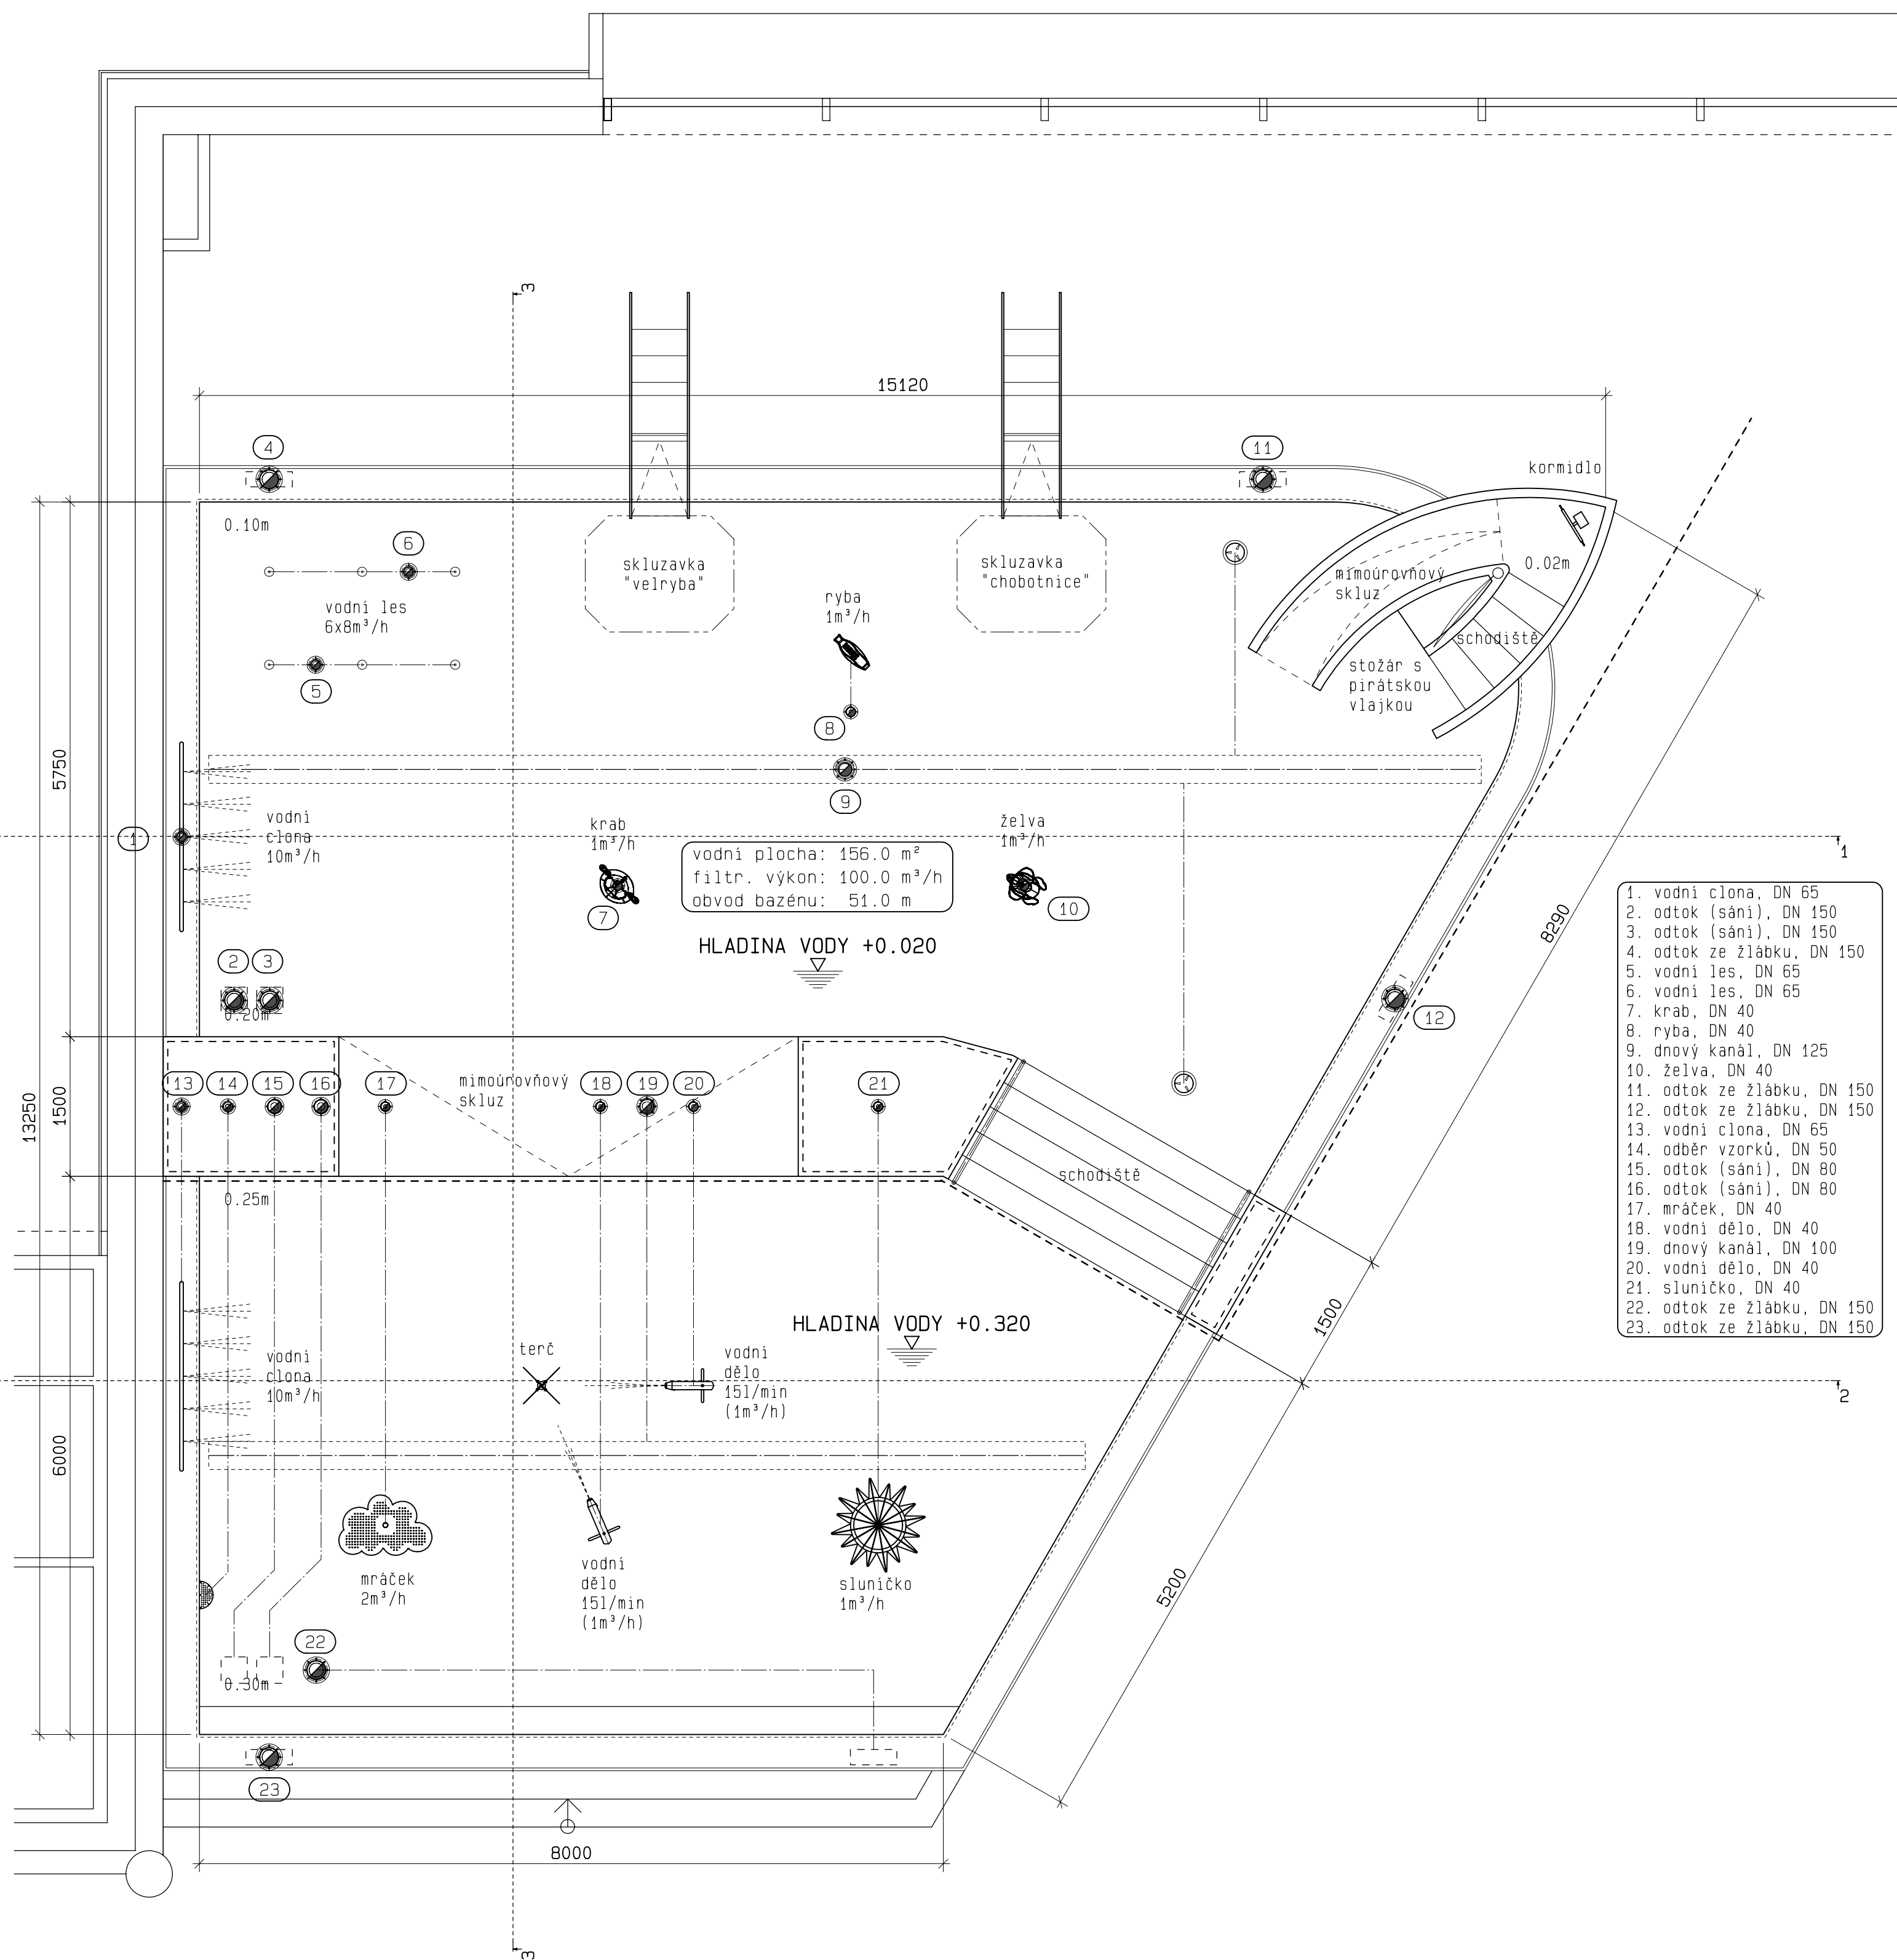 3
15120
4
11
kormidlo
0.10m
6
skluzavka
"velryba"
skluzavka
"chobotnice"
0.02m
mimoúrovňový
skluz
vodní les
6x8m³/h
ryba
1m³/h
schodiště
5
stožár s
pirátskou
vlajkou
8
5750
9
1
vodní
clona
10m³/h
krab
1m³/h
želva
1m³/h
1
vodní plocha: 156.0 m²
filtr. výkon: 100.0 m³/h
obvod bazénu: 51.0 m
7
10
8290
HLADINA VODY +0.020
2
3
0.20m
12
1. vodní clona, DN 65
2. odtok (sání), DN 150
3. odtok (sání), DN 150
4. odtok ze žlábku, DN 150
5. vodní les, DN 65
6. vodní les, DN 65
7. krab, DN 40
8. ryba, DN 40
9. dnový kanál, DN 125
10. želva, DN 40
11. odtok ze žlábku, DN 150
12. odtok ze žlábku, DN 150
13. vodní clona, DN 65
14. odběr vzorků, DN 50
15. odtok (sání), DN 80
16. odtok (sání), DN 80
17. mráček, DN 40
18. vodní dělo, DN 40
19. dnový kanál, DN 100
20. vodní dělo, DN 40
21. sluníčko, DN 40
22. odtok ze žlábku, DN 150
23. odtok ze žlábku, DN 150
13250
1500
13
14
15
16
17
mimoúrovňový
skluz
18
19
20
21
schodiště
0.25m
1500
HLADINA VODY +0.320
terč
vodní
clona
10m³/h
vodní
dělo
15l/min
(1m³/h)
2
6000
5200
mráček
2m³/h
vodní
dělo
15l/min
(1m³/h)
sluníčko
1m³/h
22
0.30m
23
8000
3